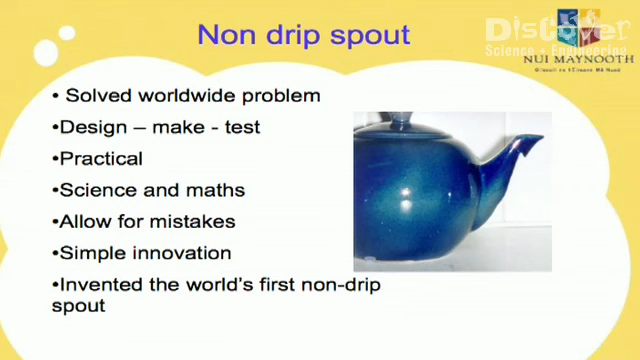 Non drip spout
DISCOVER
Science + Engineering
NUI MAYNOOTH
• Solved worldwide problem
•Design – make - test
•Practical
•Science and maths
•Allow for mistakes
•Simple innovation
•Invented the world's first non-drip
spout